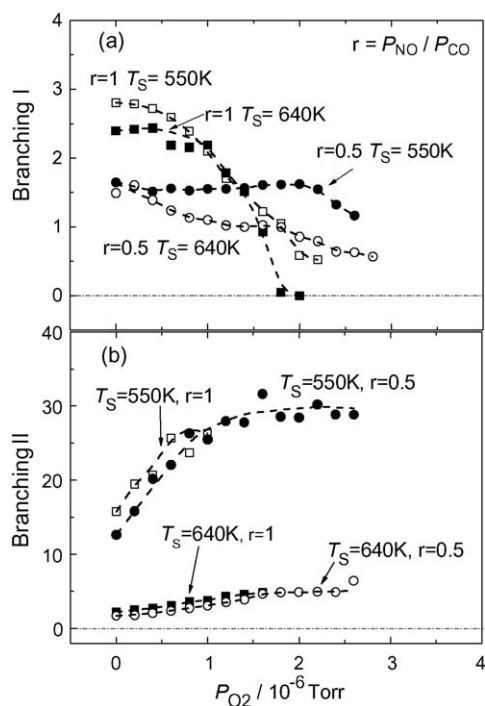 (a)
r = P_NO / P_CO
4
3
2
1
0
Branching I
r=1 T_S= 550K
r=1 T_S= 640K
r=0.5 T_S= 550K
r=0.5 T_S= 640K
(b)
40
30
20
10
0
Branching II
T_S=550K, r=1
T_S=550K, r=0.5
T_S=640K, r=1
T_S=640K, r=0.5
0 1 2 3 4
P_O2 / 10^-6 Torr